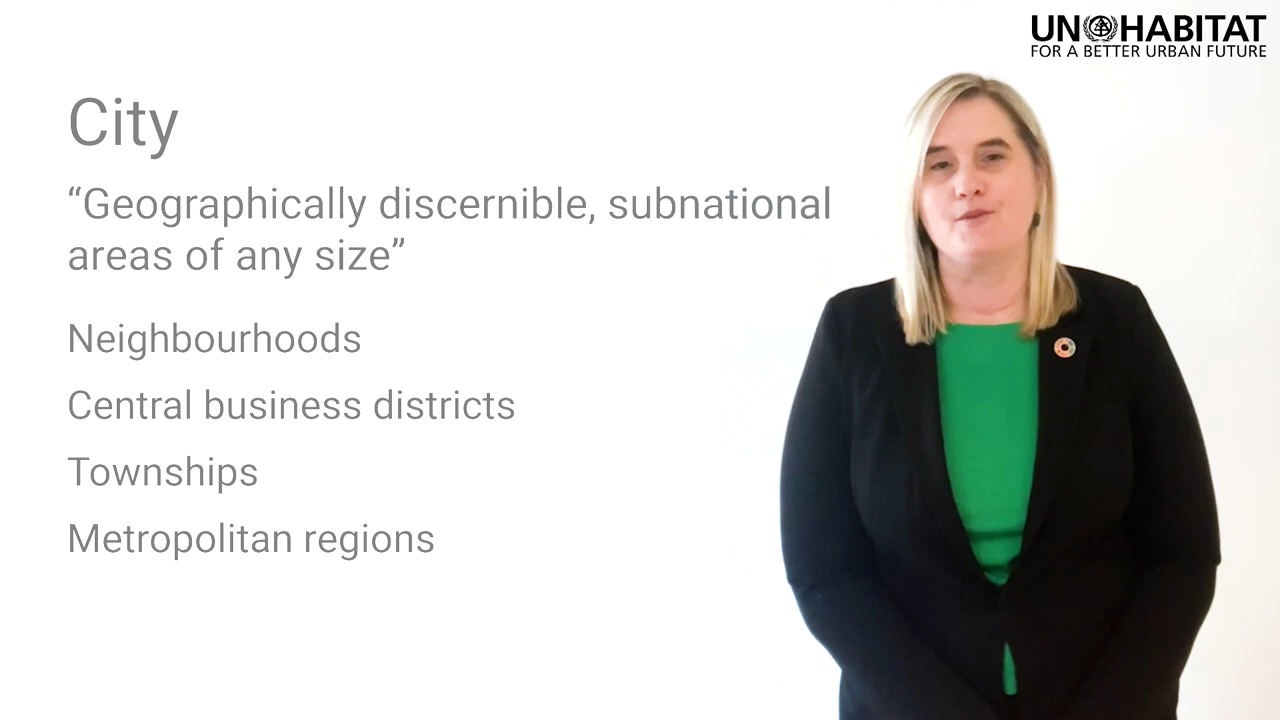 UN HABITAT
FOR A BETTER URBAN FUTURE
City
“Geographically discernible, subnational
areas of any size”
Neighbourhoods
Central business districts
Townships
Metropolitan regions